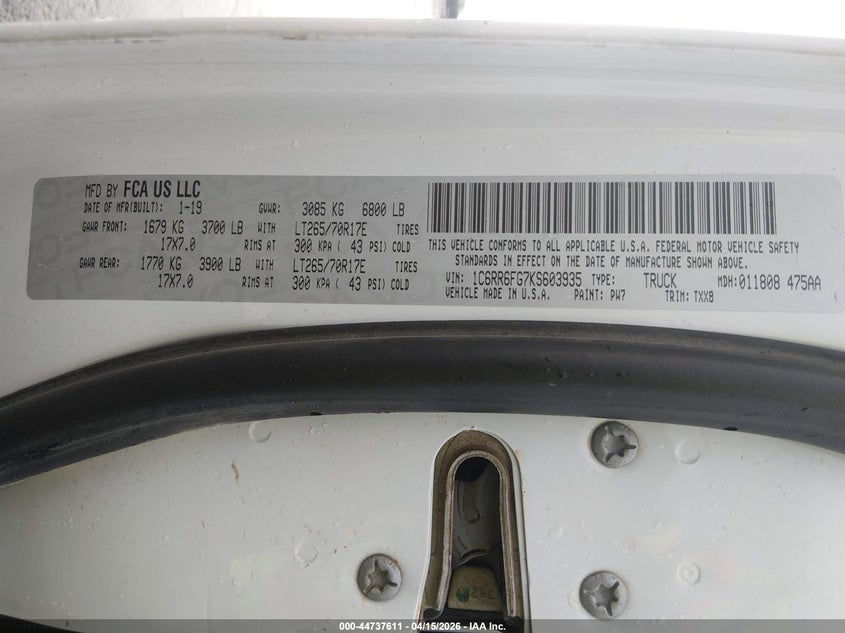 MFD BY FCA US LLC
DATE OF MFR(BUILT): 1-19 GVWR: 3085 KG 6800 LB
GAWR FRONT: 1679 KG 3700 LB WITH LT265/70R17E TIRES
17X7.0 RIMS AT 300 KPA ( 43 PSI) COLD
GAWR REAR: 1770 KG 3900 LB WITH LT265/70R17E TIRES
17X7.0 RIMS AT 300 KPA ( 43 PSI) COLD
THIS VEHICLE CONFORMS TO ALL APPLICABLE U.S.A. FEDERAL MOTOR VEHICLE SAFETY
STANDARDS IN EFFECT ON THE DATE OF MANUFACTURE SHOWN ABOVE.
VIN: 1C6RR6FG7KS603935 TYPE: TRUCK MDH: 011808 475AA
VEHICLE MADE IN U.S.A. PAINT: PW7 TRIM: TXX8
000-44737611 - 04/15/2026 - IAA Inc.